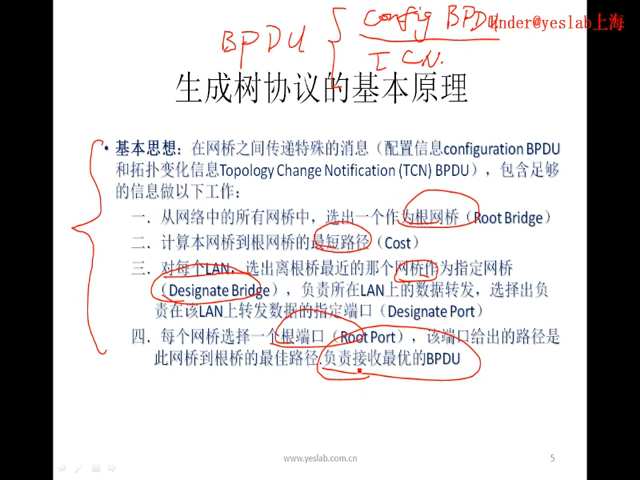 config BPDU
Ender@yeslab上海
BPDU
TCN.
生成树协议的基本原理
• 基本思想：在网桥之间传递特殊的消息（配置信息configuration BPDU
和拓扑变化信息Topology Change Notification (TCN) BPDU），包含足够
的信息做以下工作：
一．从网络中的所有网桥中，选出一个作为根网桥（Root Bridge）
二．计算本网桥到根网桥的最短路径（Cost）
三．对每个LAN，选出离根桥最近的那个网桥作为指定网桥
（Designate Bridge），负责所在LAN上的数据转发，选择出负
责在该LAN上转发数据的指定端口（Designate Port）
四．每个网桥选择一个根端口（Root Port），该端口给出的路径是
此网桥到根桥的最佳路径.负责接收最优的BPDU
www.yeslab.com.cn
5